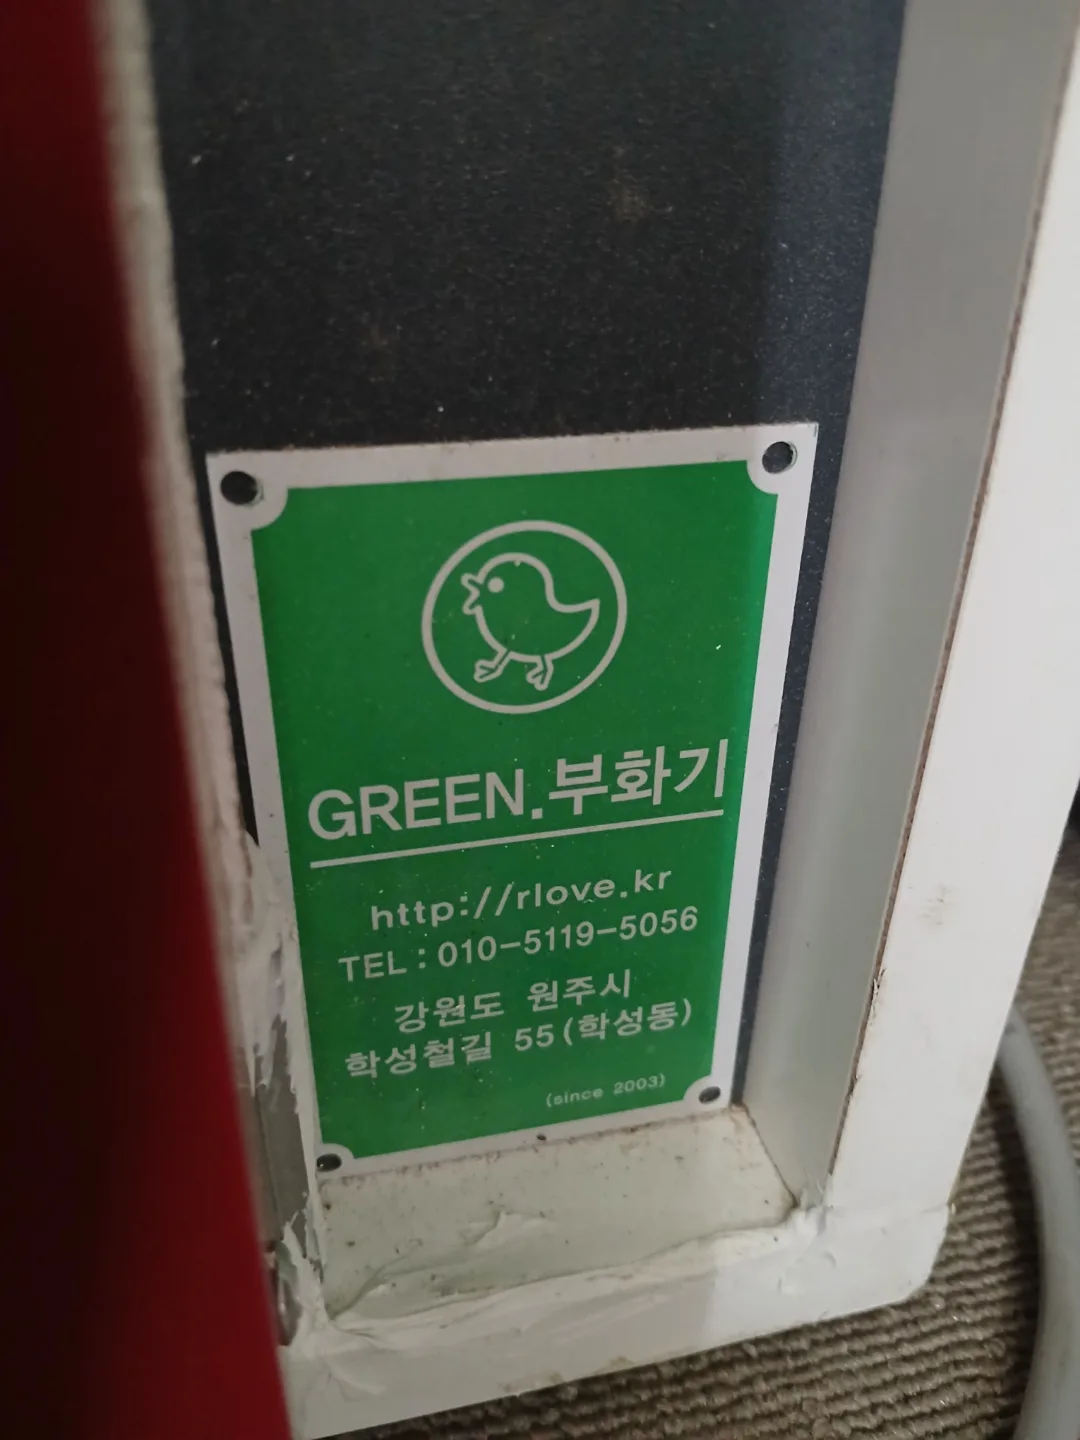 GREEN.부화기
http://rlove.kr
TEL:010-5119-5056
강원도 원주시
학성철길 55(학성동)
(since 2003)